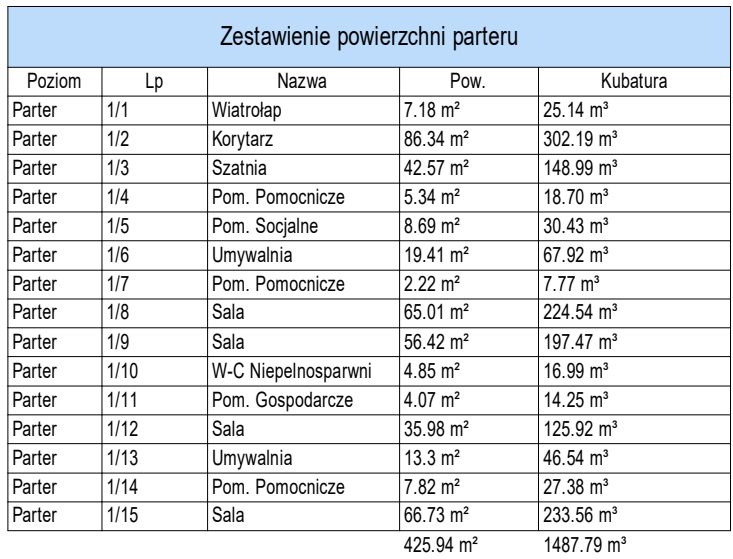 Zestawienie powierzchni parteru
Poziom Lp Nazwa Pow. Kubatura
Parter 1/1 Wiatrołap 7.18 m² 25.14 m³
Parter 1/2 Korytarz 86.34 m² 302.19 m³
Parter 1/3 Szatnia 42.57 m² 148.99 m³
Parter 1/4 Pom. Pomocnicze 5.34 m² 18.70 m³
Parter 1/5 Pom. Socjalne 8.69 m² 30.43 m³
Parter 1/6 Umywalnia 19.41 m² 67.92 m³
Parter 1/7 Pom. Pomocnicze 2.22 m² 7.77 m³
Parter 1/8 Sala 65.01 m² 224.54 m³
Parter 1/9 Sala 56.42 m² 197.47 m³
Parter 1/10 W-C Niepelnosparwni 4.85 m² 16.99 m³
Parter 1/11 Pom. Gospodarcze 4.07 m² 14.25 m³
Parter 1/12 Sala 35.98 m² 125.92 m³
Parter 1/13 Umywalnia 13.3 m² 46.54 m³
Parter 1/14 Pom. Pomocnicze 7.82 m² 27.38 m³
Parter 1/15 Sala 66.73 m² 233.56 m³
425.94 m² 1487.79 m³